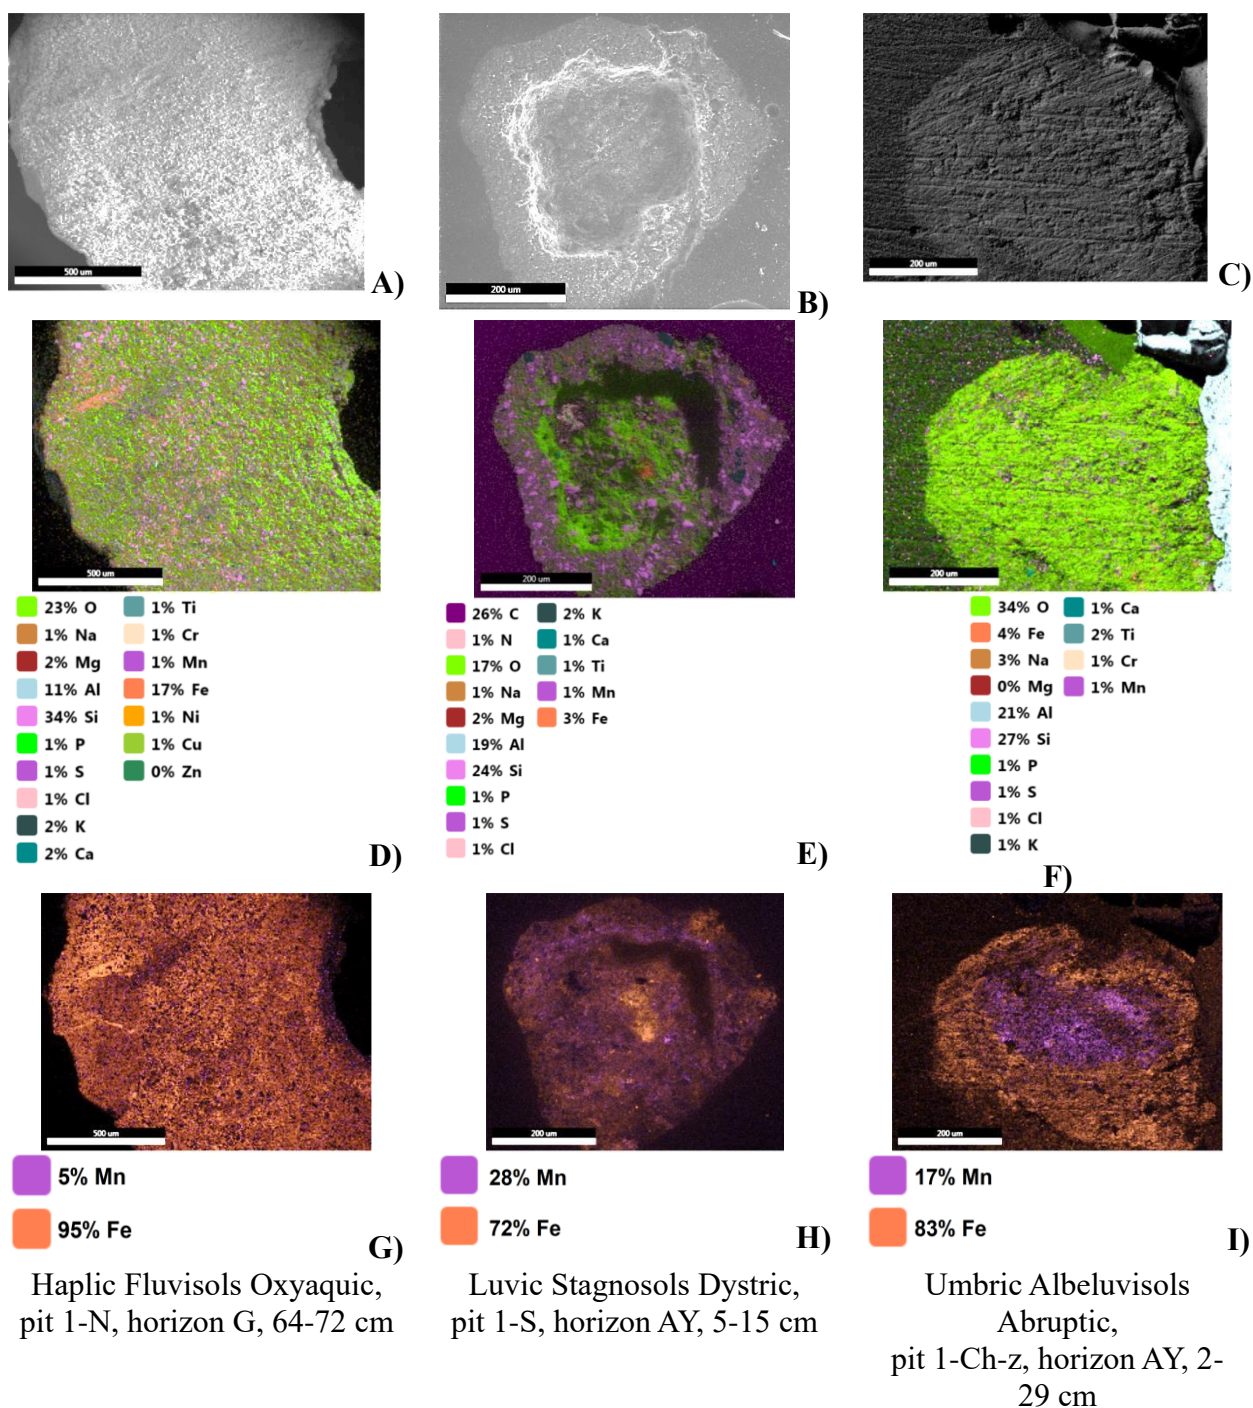 500 um
A)
200 um
B)
200 um
C)
500 um
23% O
1% Na
2% Mg
11% Al
34% Si
1% P
1% S
1% Cl
2% K
2% Ca
1% Ti
1% Cr
1% Mn
17% Fe
1% Ni
1% Cu
0% Zn
D)
200 um
26% C
1% N
17% O
1% Na
2% Mg
19% Al
24% Si
1% P
1% S
1% Cl
2% K
1% Ca
1% Ti
1% Mn
3% Fe
E)
200 um
34% O
4% Fe
3% Na
0% Mg
21% Al
27% Si
1% P
1% S
1% Cl
1% K
1% Ca
2% Ti
1% Cr
1% Mn
F)
500 um
5% Mn
95% Fe
G)
200 um
28% Mn
72% Fe
H)
200 um
17% Mn
83% Fe
I)
Haplic Fluvisols Oxyaquic,
pit 1-N, horizon G, 64-72 cm
Luvic Stagnosols Dystric,
pit 1-S, horizon AY, 5-15 cm
Umbric Albeluvisols
Abruptic,
pit 1-Ch-z, horizon AY, 2-
29 cm